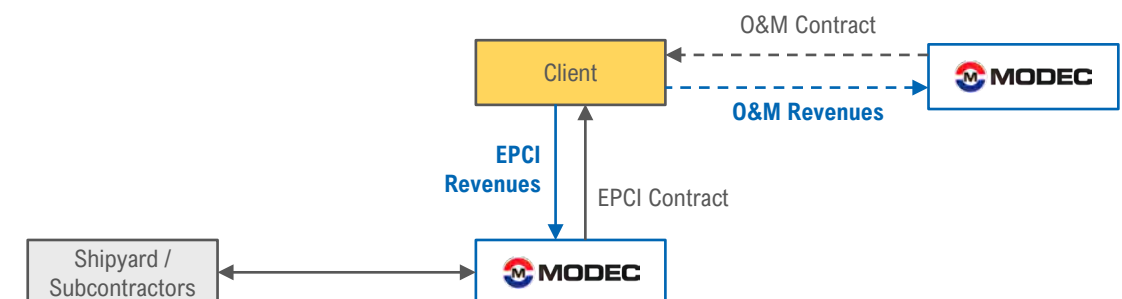 O&M Contract
Client
MODEC
O&M Revenues
EPCI
Revenues
EPCI Contract
Shipyard /
Subcontractors
MODEC